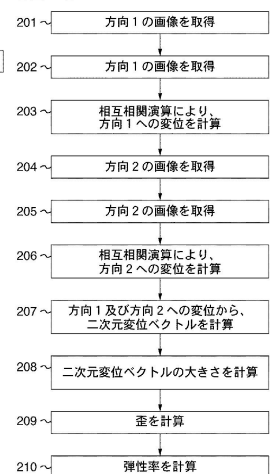 201 方向1の画像を取得
202 方向1の画像を取得
203 相互相関演算により、
方向1への変位を計算
204 方向2の画像を取得
205 方向2の画像を取得
206 相互相関演算により、
方向2への変位を計算
207 方向1及び方向2への変位から、
二次元変位ベクトルを計算
208 二次元変位ベクトルの大きさを計算
209 歪を計算
210 弾性率を計算